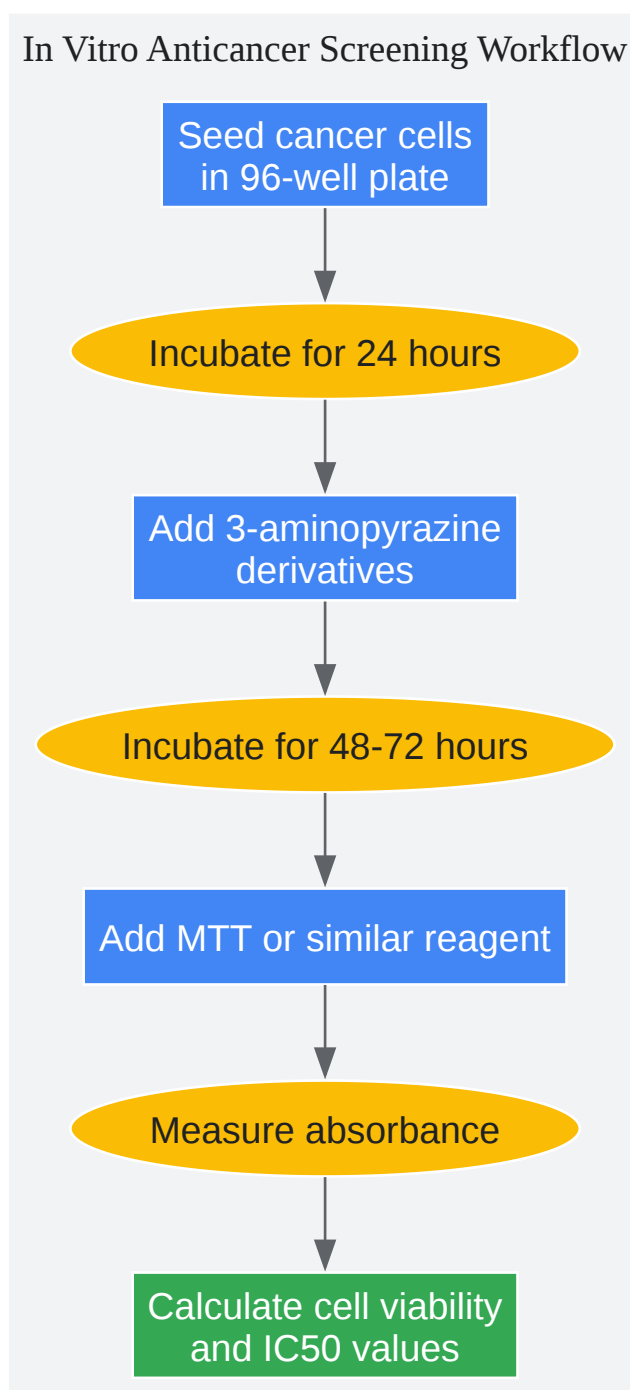 In Vitro Anticancer Screening Workflow
Seed cancer cells
in 96-well plate
Incubate for 24 hours
Add 3-aminopyrazine
derivatives
Incubate for 48-72 hours
Add MTT or similar reagent
Measure absorbance
Calculate cell viability
and IC50 values